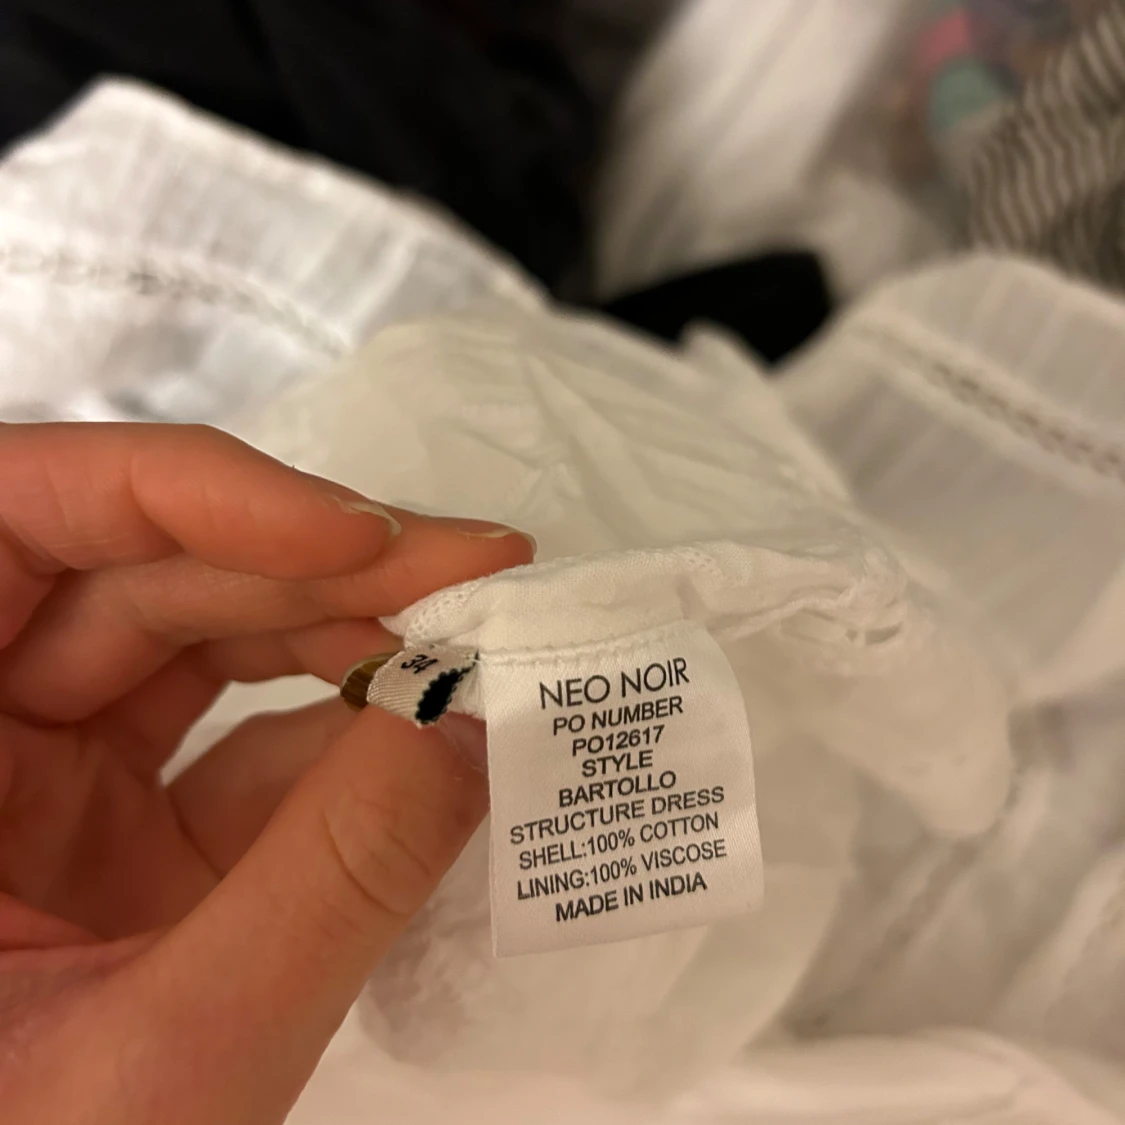 34
NEO NOIR
PO NUMBER
PO12617
STYLE
BARTOLLO
STRUCTURE DRESS
SHELL:100% COTTON
LINING:100% VISCOSE
MADE IN INDIA